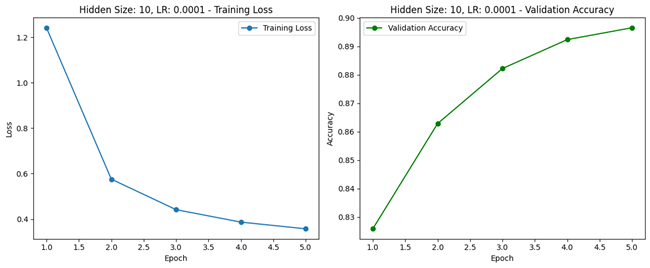 Hidden Size: 10, LR: 0.0001 - Training Loss
Training Loss
Loss
1.2
1.0
0.8
0.6
0.4
1.0 1.5 2.0 2.5 3.0 3.5 4.0 4.5 5.0
Epoch
Hidden Size: 10, LR: 0.0001 - Validation Accuracy
Validation Accuracy
Accuracy
0.90
0.89
0.88
0.87
0.86
0.85
0.84
0.83
1.0 1.5 2.0 2.5 3.0 3.5 4.0 4.5 5.0
Epoch